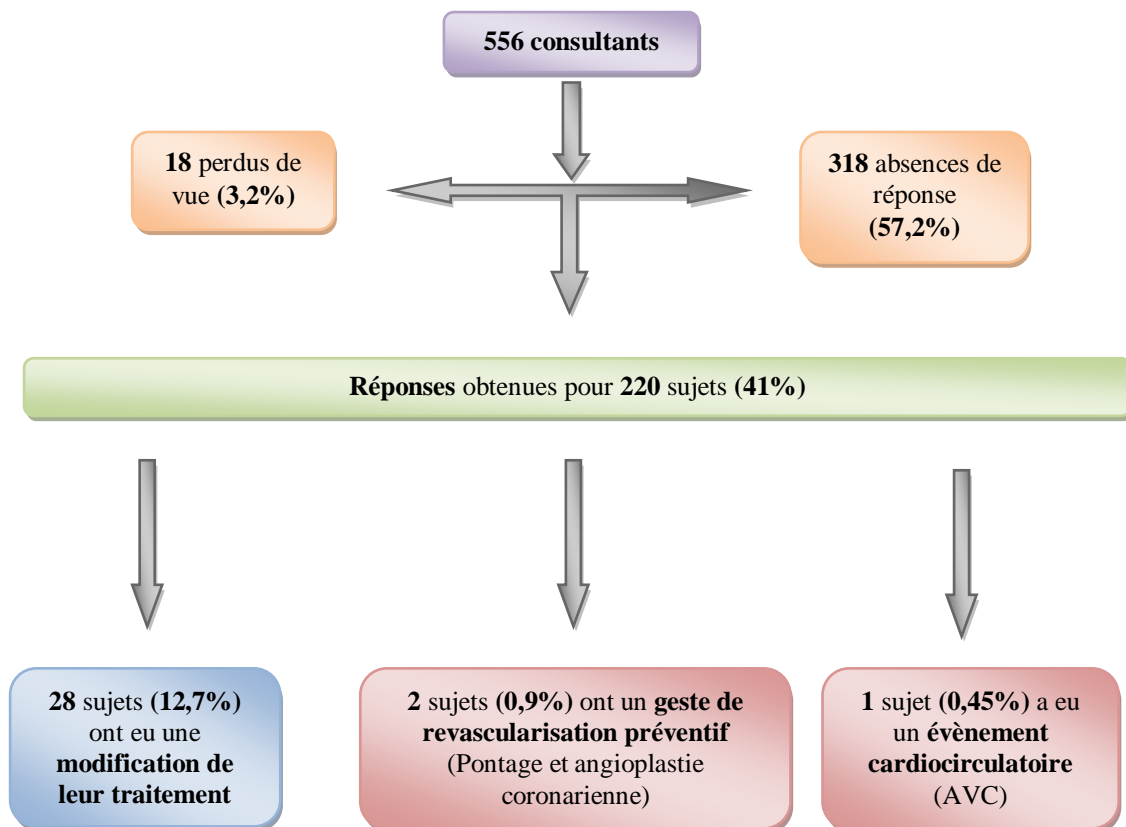 556 consultants
18 perdus de
vue (3,2%)
318 absences de
réponse
(57,2%)
Réponses obtenues pour 220 sujets (41%)
28 sujets (12,7%)
ont eu une
modification de
leur traitement
2 sujets (0,9%) ont un geste de
revascularisation préventif
(Pontage et angioplastie
coronarienne)
1 sujet (0,45%) a eu
un évènement
cardiocirculatoire
(AVC)